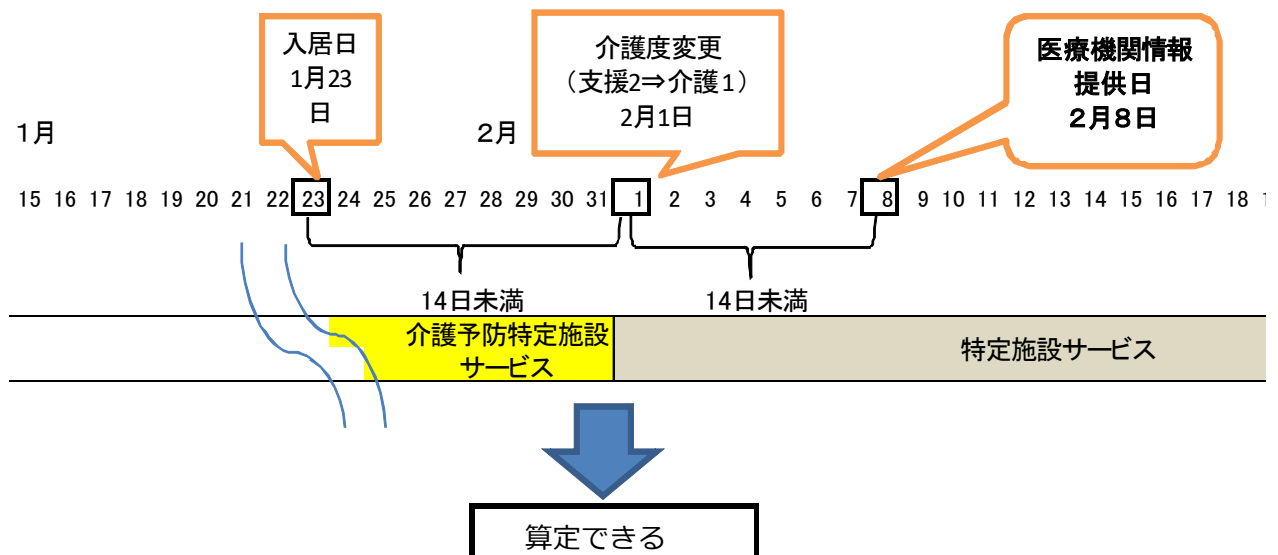 入居日
1月23
日
介護度変更
（支援2⇒介護1）
2月1日
医療機関情報
提供日
２月８日
1月
2月
15 16 17 18 19 20 21 22 23 24 25 26 27 28 29 30 31 1 2 3 4 5 6 7 8 9 10 11 12 13 14 15 16 17 18 1
14日未満
14日未満
介護予防特定施設
サービス
特定施設サービス
算定できる